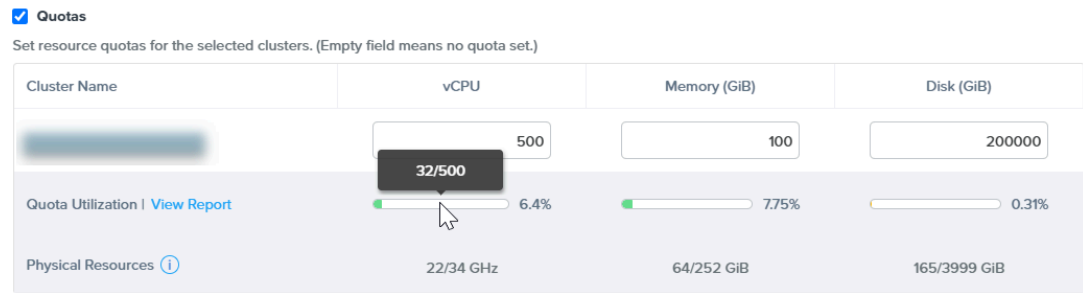 Quotas
Set resource quotas for the selected clusters. (Empty field means no quota set.)
Cluster Name vCPU Memory (GiB) Disk (GiB)
500 100 200000
32/500
Quota Utilization | View Report 6.4% 7.75% 0.31%
Physical Resources 22/34 GHz 64/252 GiB 165/3999 GiB